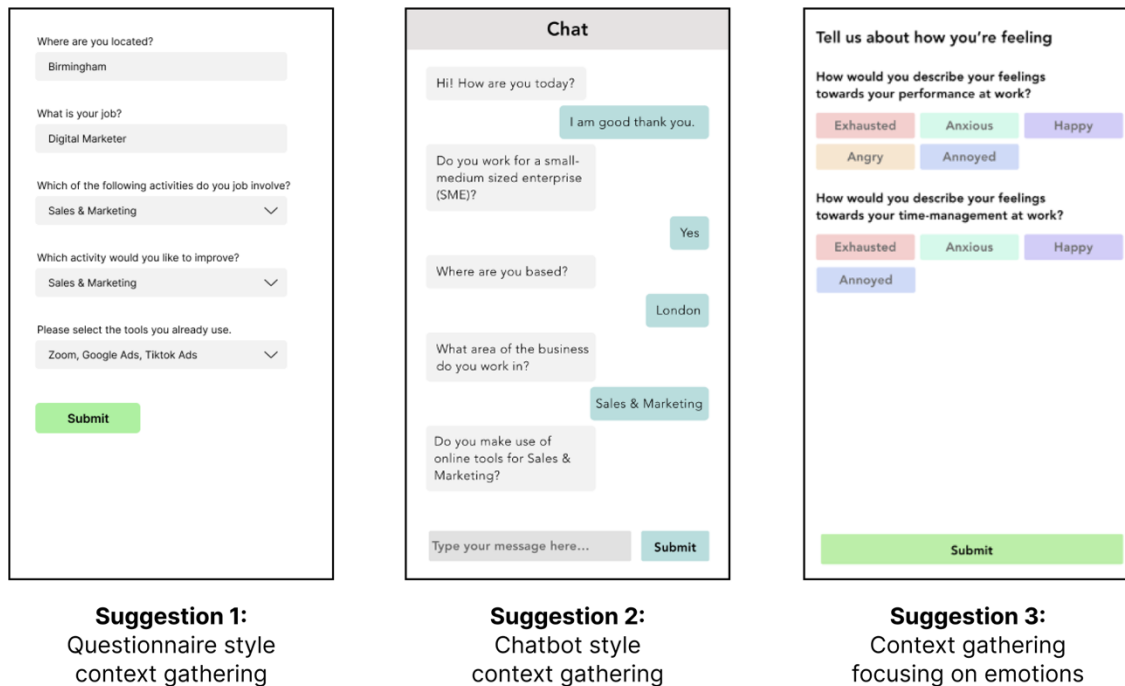 Where are you located?
Birmingham
What is your job?
Digital Marketer
Which of the following activities do you job involve?
Sales & Marketing
Which activity would you like to improve?
Sales & Marketing
Please select the tools you already use.
Zoom, Google Ads, Tiktok Ads
Submit
Suggestion 1:
Questionnaire style
context gathering
Chat
Hi! How are you today?
I am good thank you.
Do you work for a small-
medium sized enterprise
(SME)?
Yes
Where are you based?
London
What area of the business
do you work in?
Sales & Marketing
Do you make use of
online tools for Sales &
Marketing?
Type your message here...
Submit
Suggestion 2:
Chatbot style
context gathering
Tell us about how you're feeling
How would you describe your feelings
towards your performance at work?
Exhausted
Anxious
Happy
Angry
Annoyed
How would you describe your feelings
towards your time-management at work?
Exhausted
Anxious
Happy
Annoyed
Submit
Suggestion 3:
Context gathering
focusing on emotions